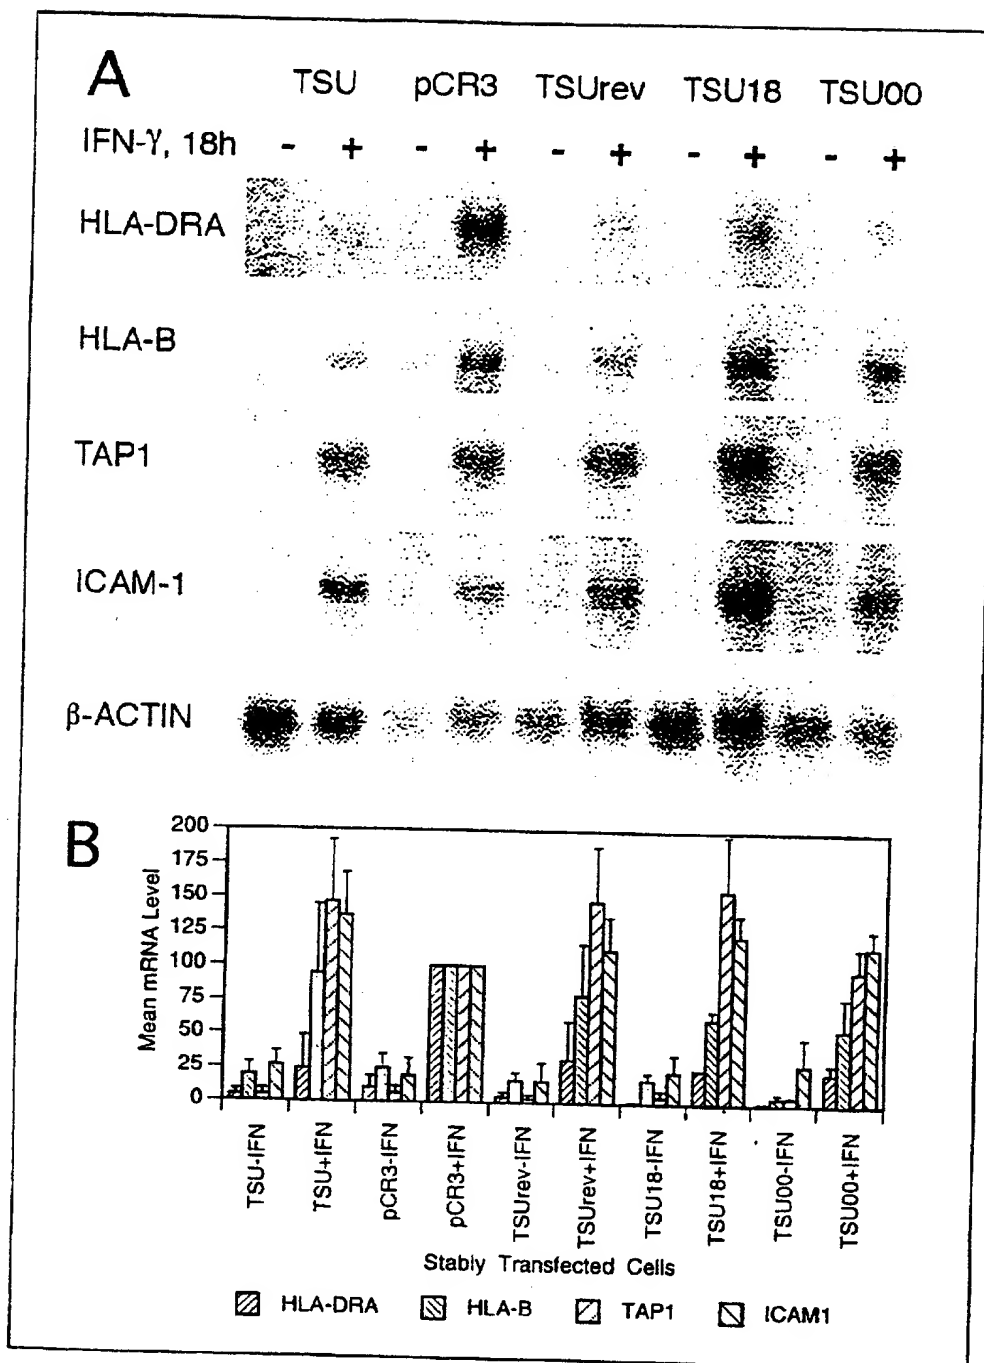 A
TSU pCR3 TSUrev TSU18 TSU00
IFN-γ, 18h - + - + - + - + - +
HLA-DRA
HLA-B
TAP1
ICAM-1
β-ACTIN
B
Mean mRNA Level
200
175
150
125
100
75
50
25
0
TSU-IFN
TSU+IFN
pCR3-IFN
pCR3+IFN
TSUrev-IFN
TSUrev+IFN
TSU18-IFN
TSU18+IFN
TSU00-IFN
TSU00+IFN
Stably Transfected Cells
HLA-DRA HLA-B TAP1 ICAM1